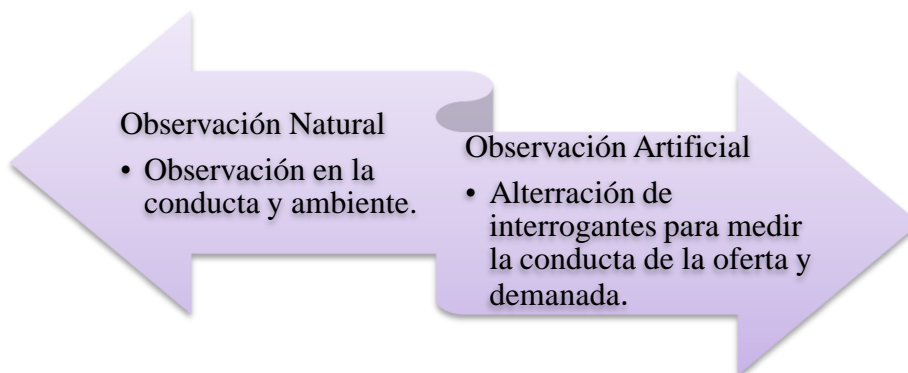 Observación Natural
• Observación en la
conducta y ambiente.
Observación Artificial
• Alterración de
interrogantes para medir
la conducta de la oferta y
demanada.